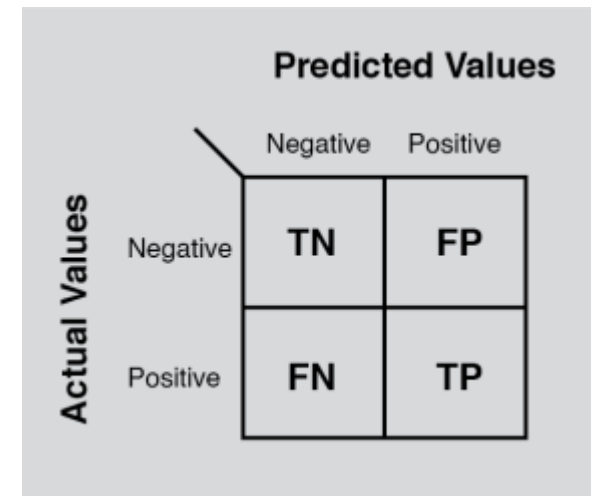 Predicted Values
Negative Positive
Actual Values
Negative TN FP
Positive FN TP